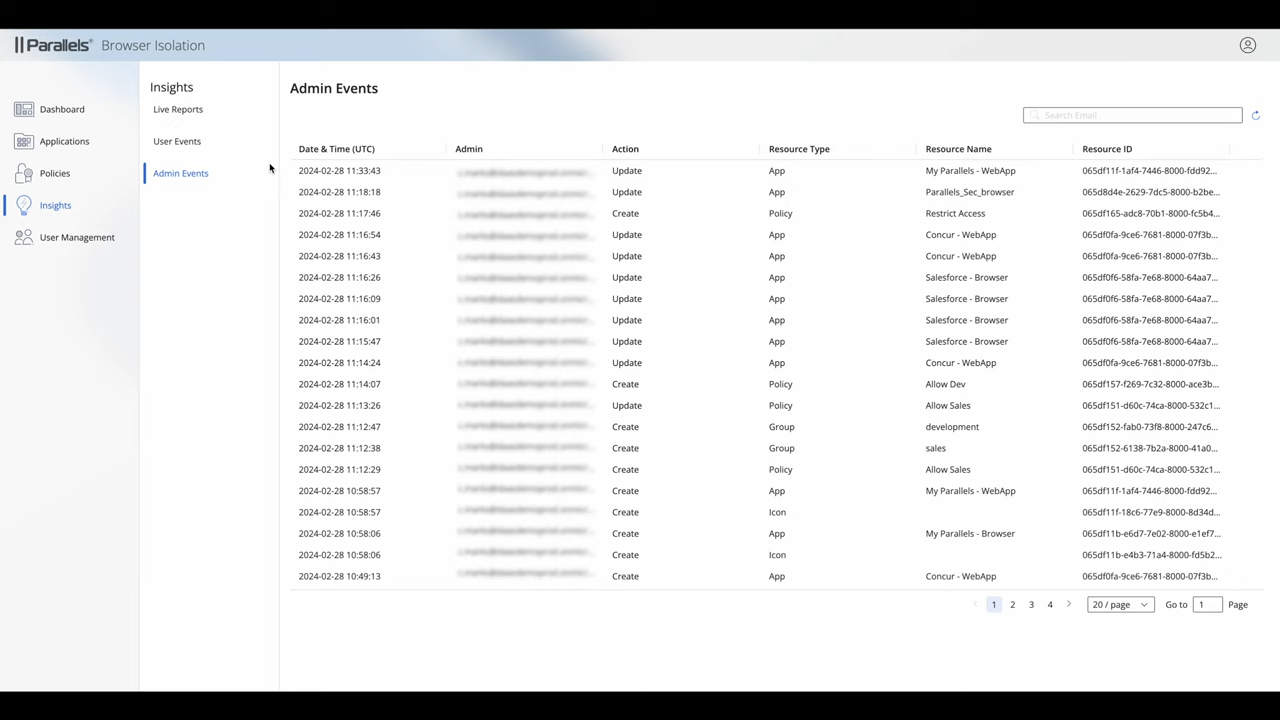 Parallels® Browser Isolation
Insights
Admin Events
Dashboard
Live Reports
Search Email
Applications
User Events
Date & Time (UTC) Admin Action Resource Type Resource Name Resource ID
Policies
Admin Events
2024-02-28 11:33:43 Update App My Parallels - WebApp 065df11f-1af4-7446-8000-fdd92...
2024-02-28 11:18:18 Update App Parallels_Sec_browser 065d8d4e-2629-7dc5-8000-b2be...
Insights
2024-02-28 11:17:46 Create Policy Restrict Access 065df165-adc8-70b1-8000-fc5b4...
User Management
2024-02-28 11:16:54 Update App Concur - WebApp 065df0fa-9ce6-7681-8000-07f3b...
2024-02-28 11:16:43 Update App Concur - WebApp 065df0fa-9ce6-7681-8000-07f3b...
2024-02-28 11:16:26 Update App Salesforce - Browser 065df0f6-58fa-7e68-8000-64aa7...
2024-02-28 11:16:09 Update App Salesforce - Browser 065df0f6-58fa-7e68-8000-64aa7...
2024-02-28 11:16:01 Update App Salesforce - Browser 065df0f6-58fa-7e68-8000-64aa7...
2024-02-28 11:15:47 Update App Salesforce - Browser 065df0f6-58fa-7e68-8000-64aa7...
2024-02-28 11:14:24 Update App Concur - WebApp 065df0fa-9ce6-7681-8000-07f3b...
2024-02-28 11:14:07 Create Policy Allow Dev 065df157-f269-7c32-8000-ace3b...
2024-02-28 11:13:26 Update Policy Allow Sales 065df151-d60c-74ca-8000-532c1...
2024-02-28 11:12:47 Create Group development 065df152-fab0-73f8-8000-247c6...
2024-02-28 11:12:38 Create Group sales 065df152-6138-7b2a-8000-41a0...
2024-02-28 11:12:29 Create Policy Allow Sales 065df151-d60c-74ca-8000-532c1...
2024-02-28 10:58:57 Create App My Parallels - WebApp 065df11f-1af4-7446-8000-fdd92...
2024-02-28 10:58:57 Create Icon 065df11f-18c6-77e9-8000-8d34d...
2024-02-28 10:58:06 Create App My Parallels - Browser 065df11b-e6d7-7e02-8000-e1ef7...
2024-02-28 10:58:06 Create Icon 065df11b-e4b3-71a4-8000-fd5b2...
2024-02-28 10:49:13 Create App Concur - WebApp 065df0fa-9ce6-7681-8000-07f3b...
1 2 3 4 20 / page Go to 1 Page